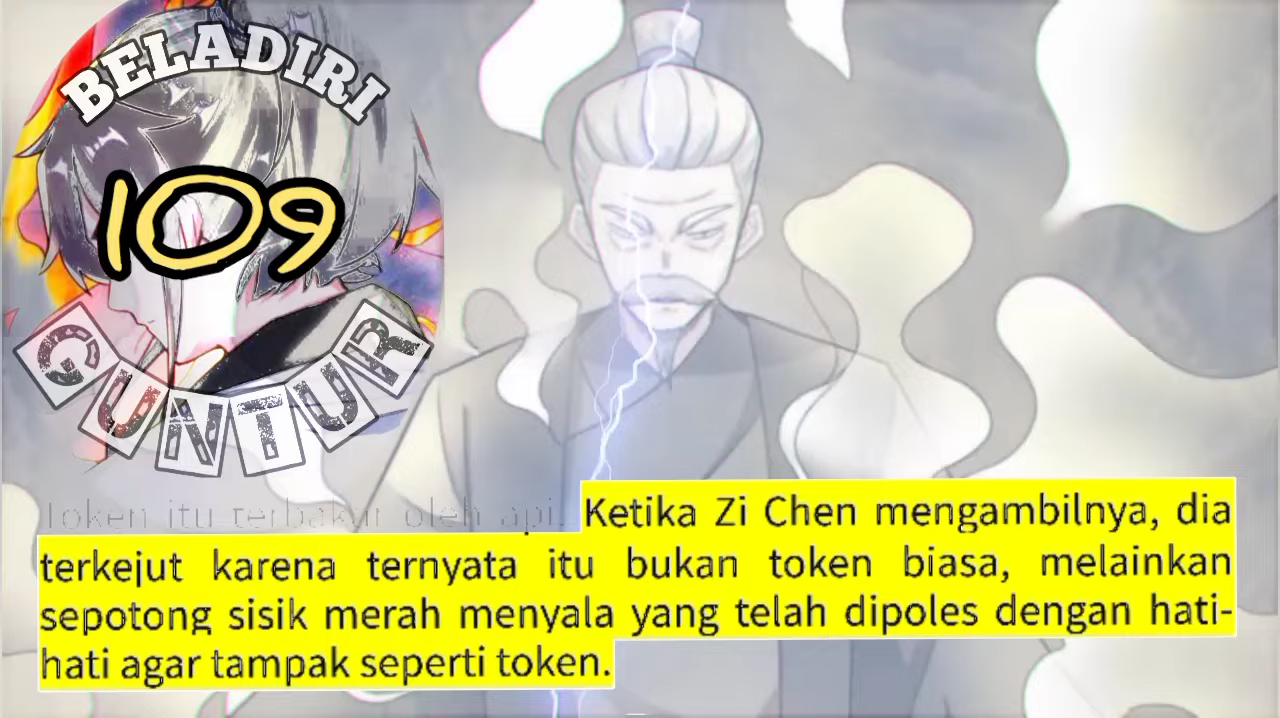 BELADIRI
109
GUNTUR
Token itu terbakar oleh api. Ketika Zi Chen mengambilnya, dia
terkejut karena ternyata itu bukan token biasa, melainkan
sepotong sisik merah menyala yang telah dipoles dengan hati-
hati agar tampak seperti token.